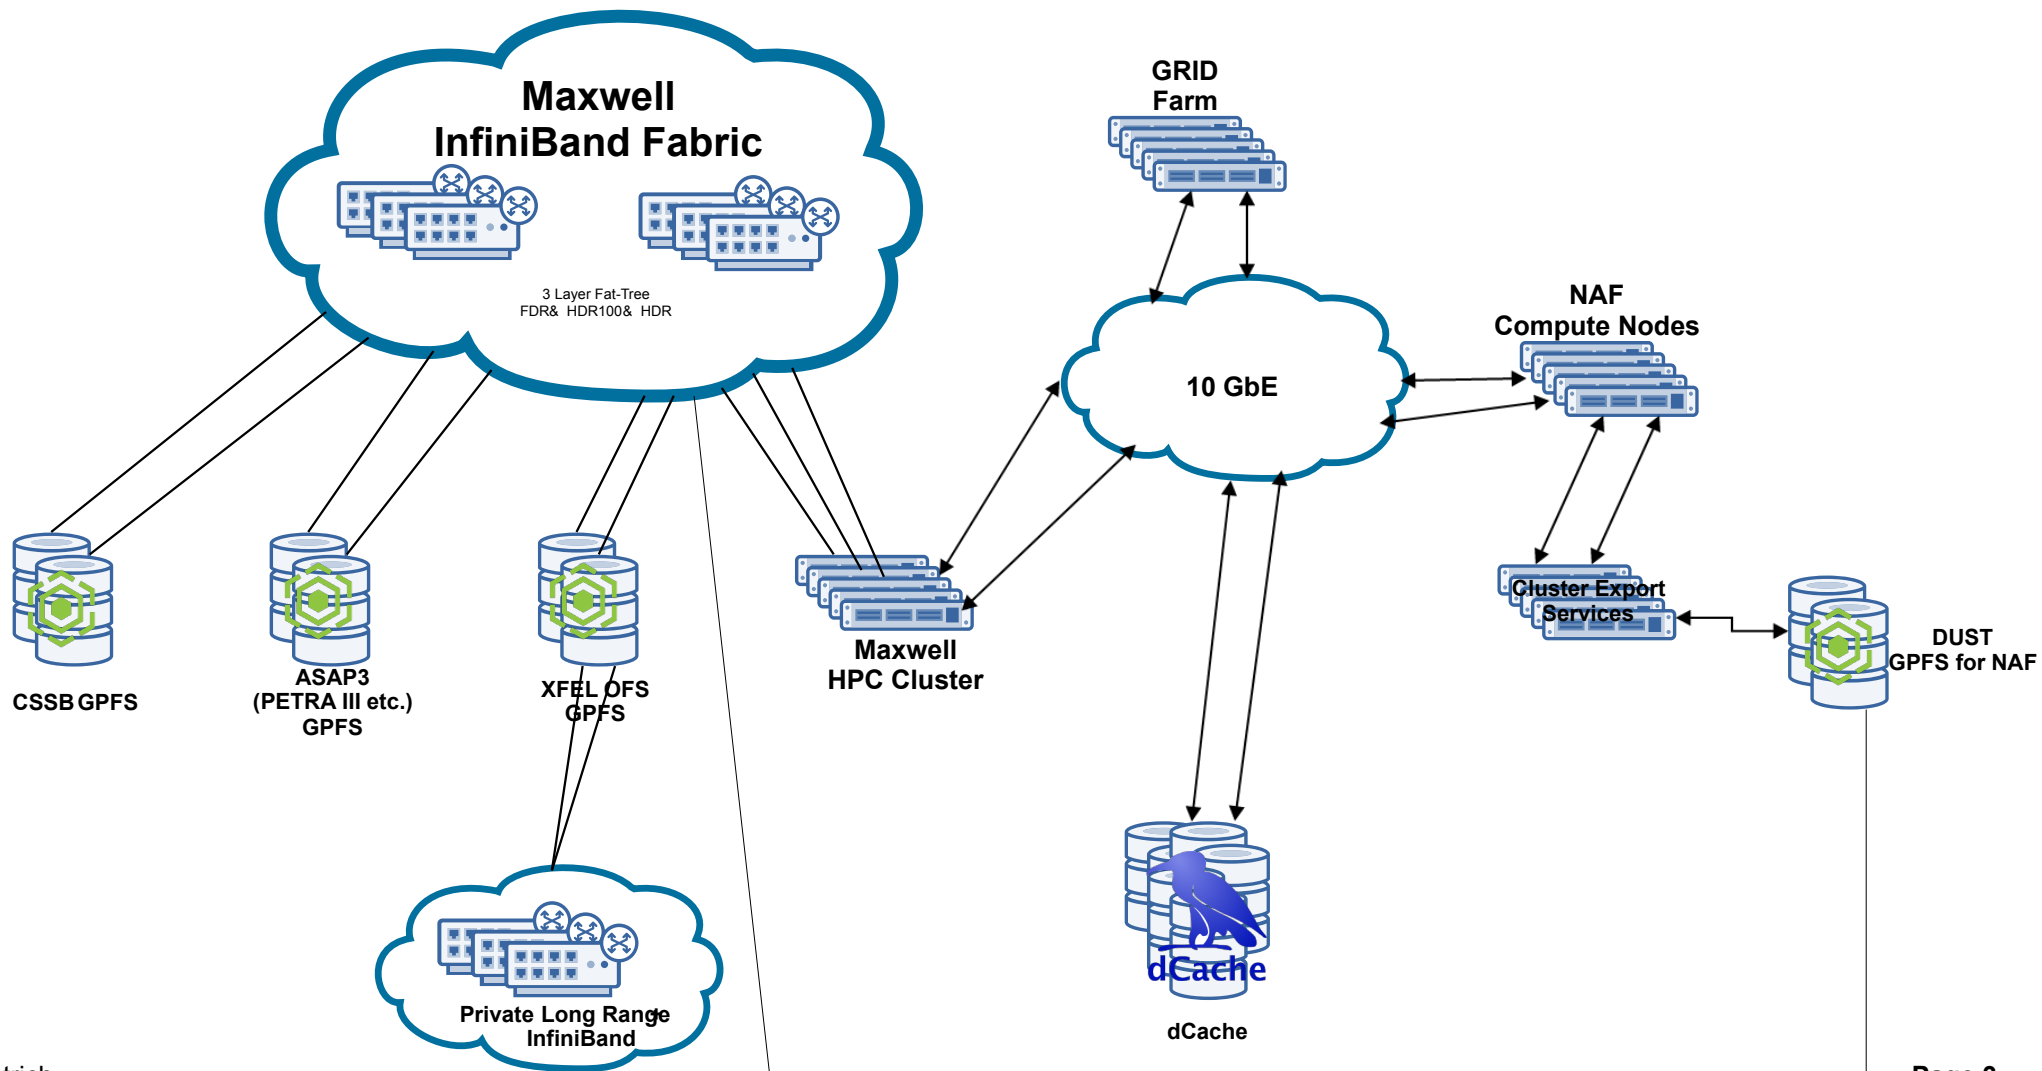 Maxwell
InfiniBand Fabric
3 Layer Fat-Tree
FDR& HDR100& HDR
GRID
Farm
NAF
Compute Nodes
10 GbE
Cluster Export
Services
DUST
GPFS for NAF
Maxwell
HPC Cluster
CSSB GPFS
ASAP3
(PETRA III etc.)
GPFS
XFEL OFS
GPFS
dCache
dCache
Private Long Range
InfiniBand